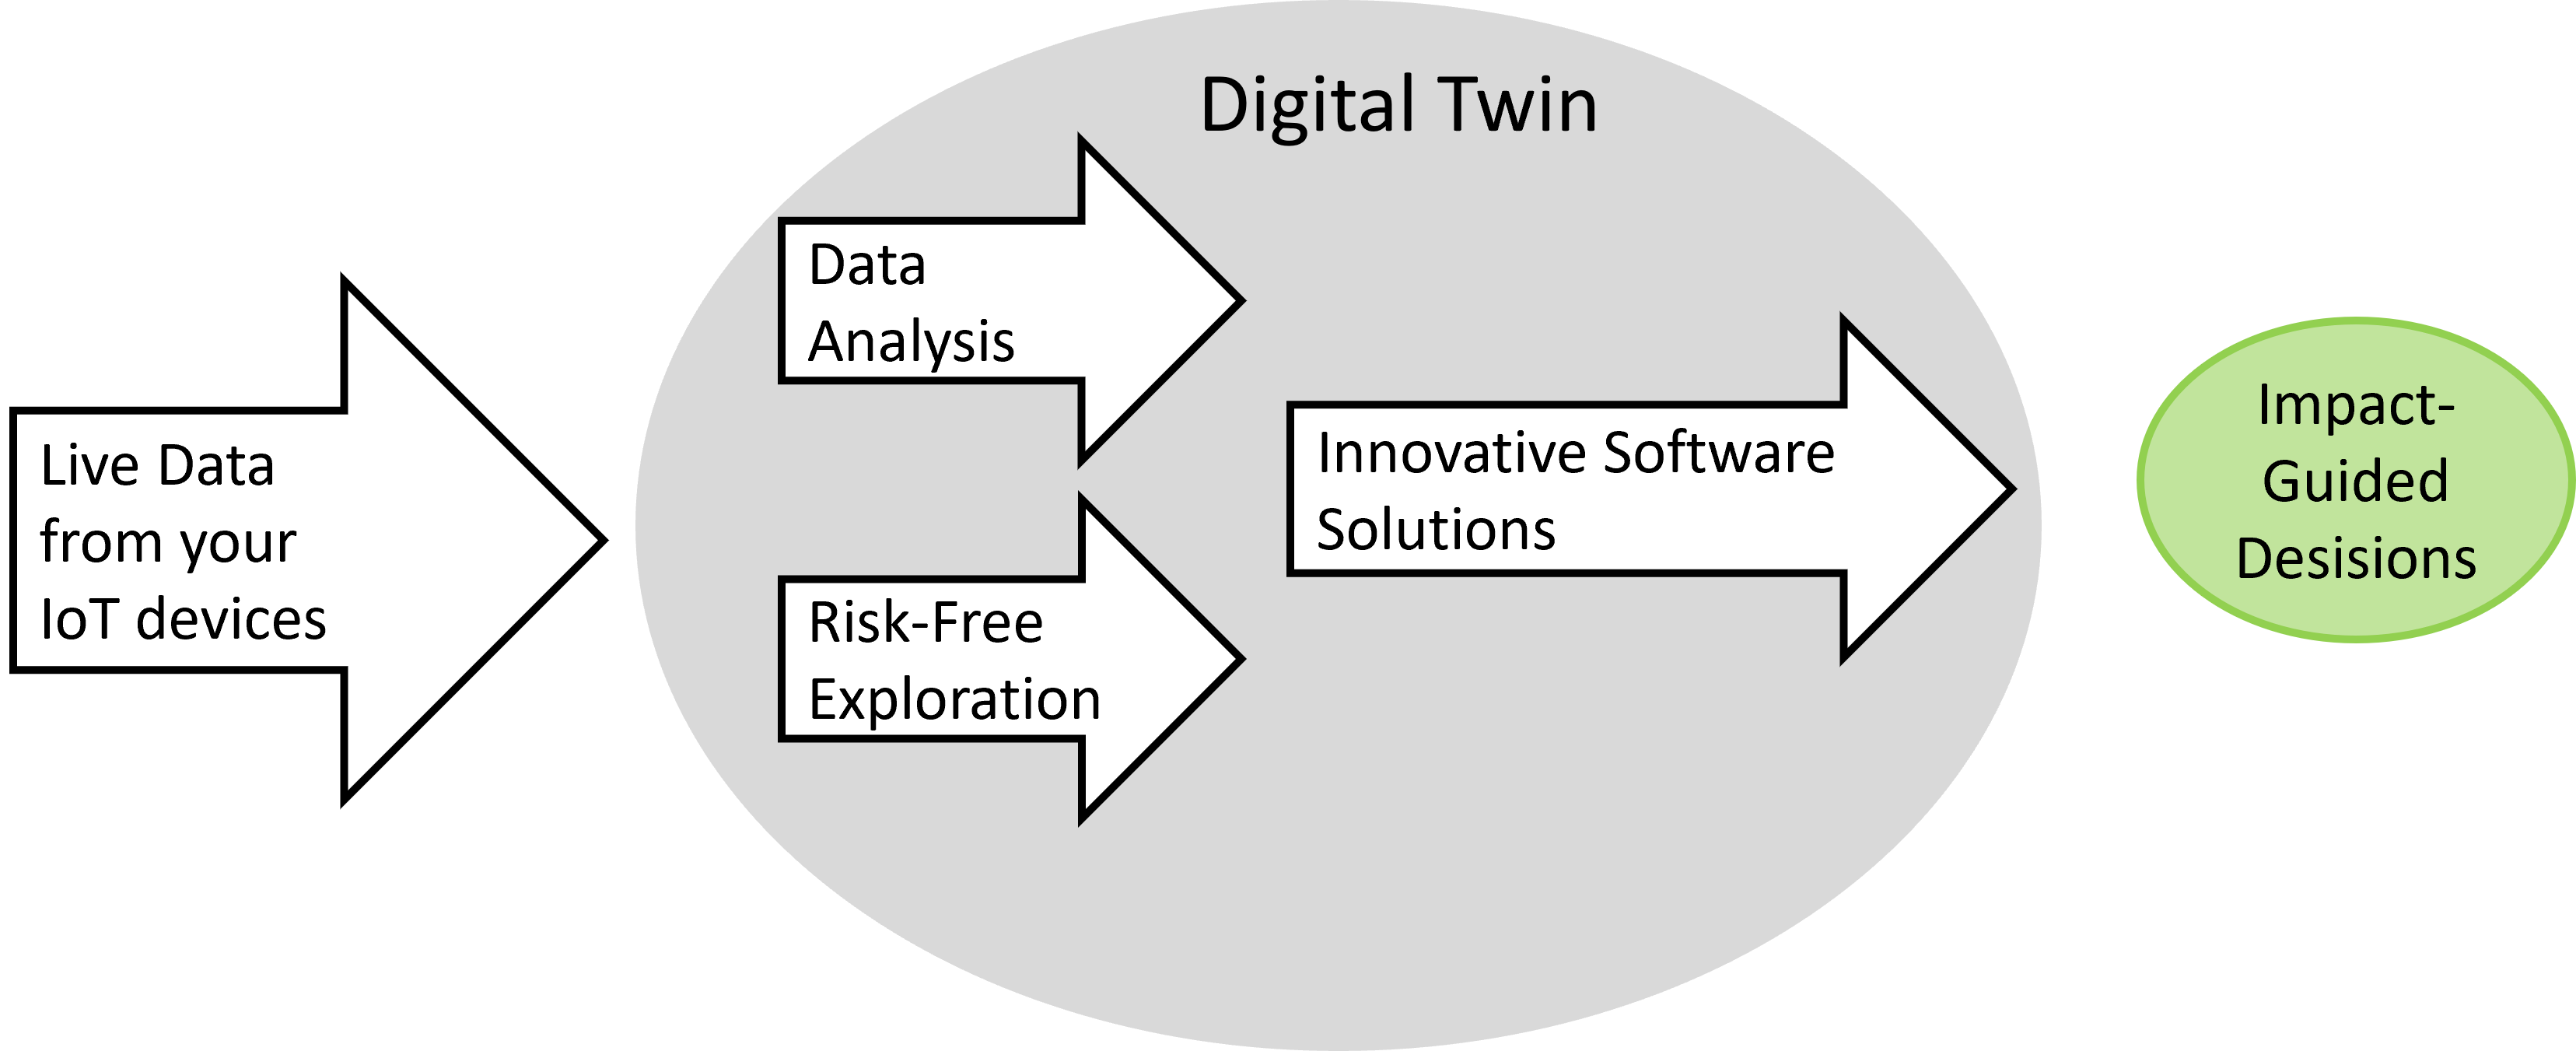 Digital Twin
Live Data
from your
IoT devices
Data
Analysis
Risk-Free
Exploration
Innovative Software
Solutions
Impact-
Guided
Desisions